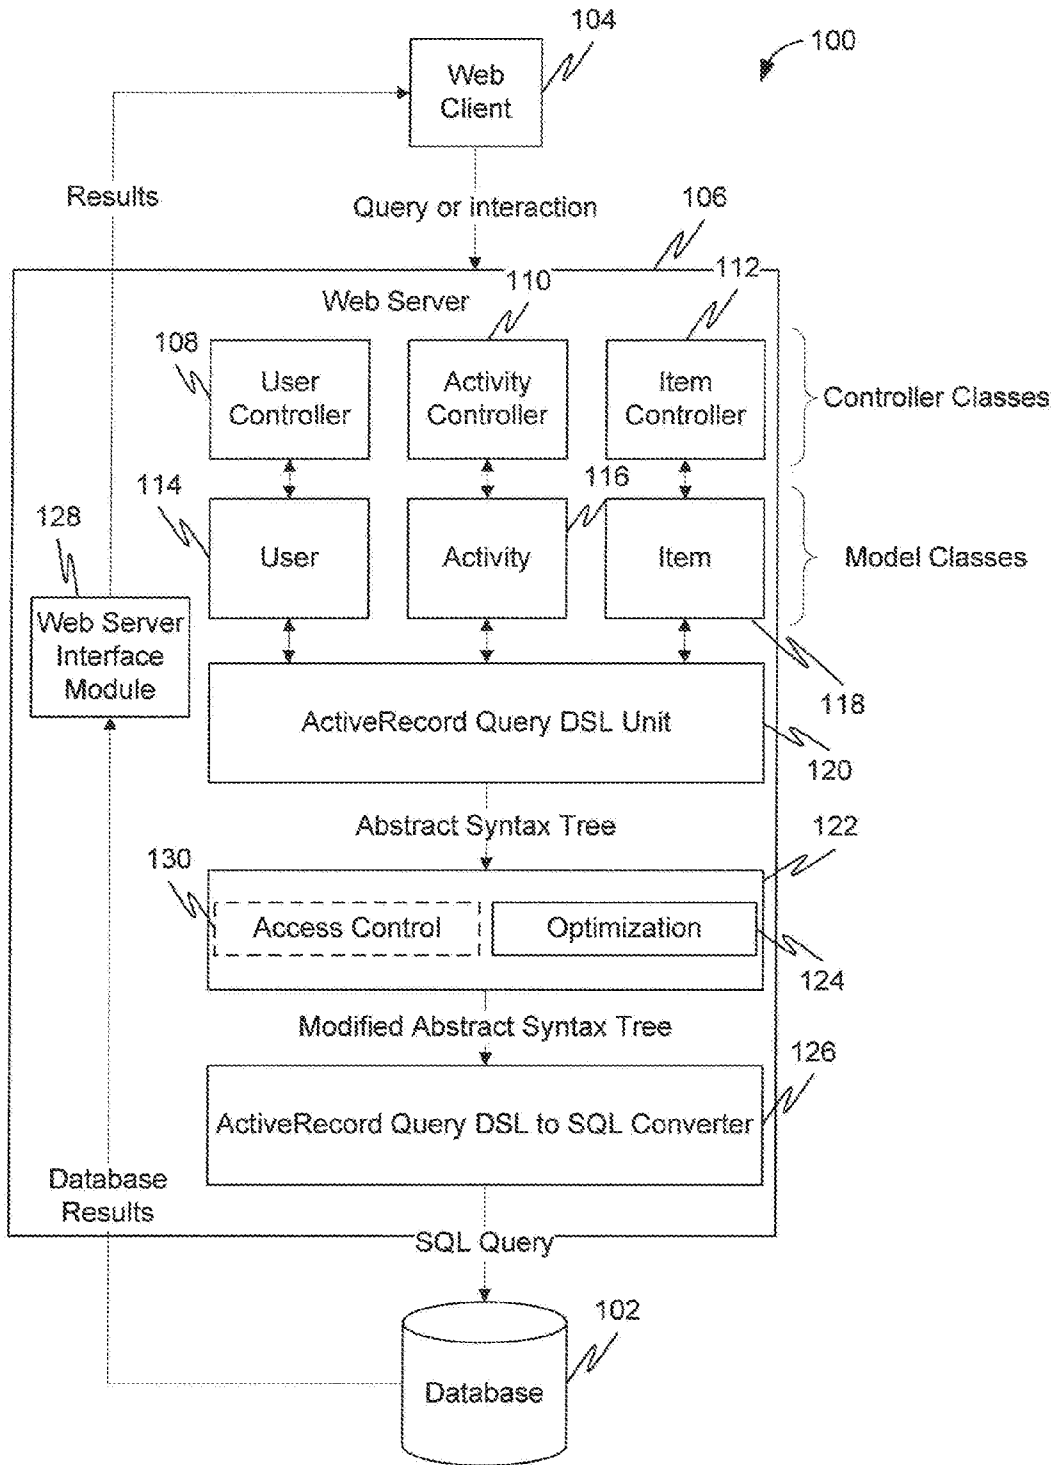 104
100
Web
Client
Results
Query or interaction
106
Web Server
110
112
108
User
Controller
Activity
Controller
Item
Controller
Controller Classes
114
116
128
User
Activity
Item
Model Classes
Web Server
Interface
Module
118
ActiveRecord Query DSL Unit
120
Abstract Syntax Tree
122
130
Access Control
Optimization
124
Modified Abstract Syntax Tree
126
ActiveRecord Query DSL to SQL Converter
Database
Results
SQL Query
102
Database